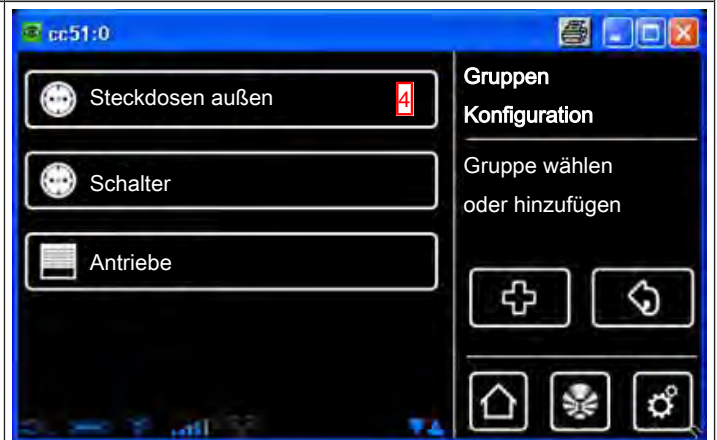 cc51:0
Steckdosen außen 4
Schalter
Antriebe
Gruppen
Konfiguration
Gruppe wählen
oder hinzufügen